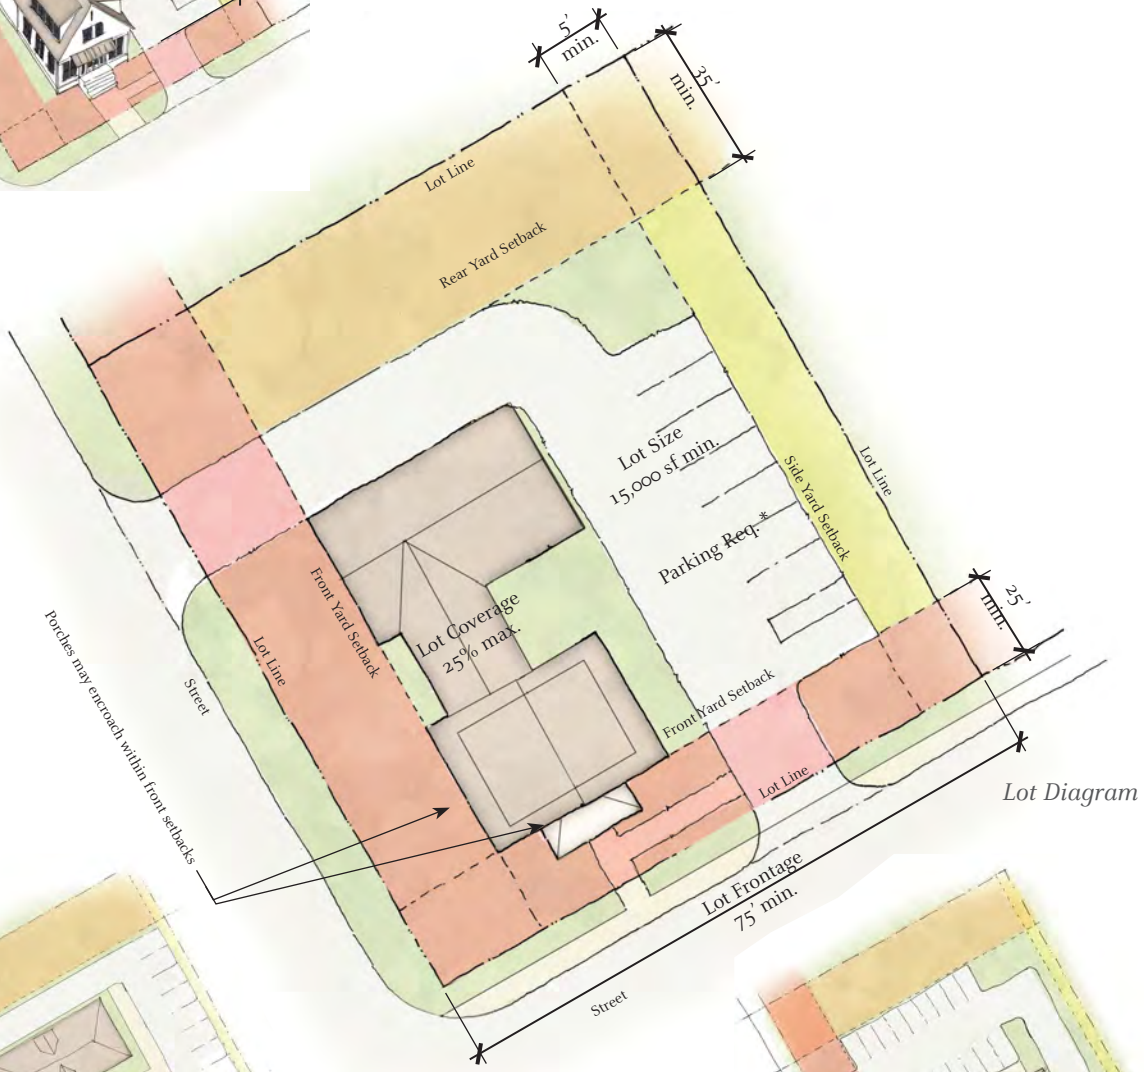 5'
min.
35'
min.
Lot Line
Rear Yard Setback
Lot Size
15,000 sf min.
Parking Req.*
Side Yard Setback
Lot Line
25'
min.
Front Yard Setback
Lot Coverage
25% max.
Lot Line
Street
Porches may encroach within front setbacks
Front Yard Setback
Lot Line
Lot Diagram
Lot Frontage
75' min.
Street